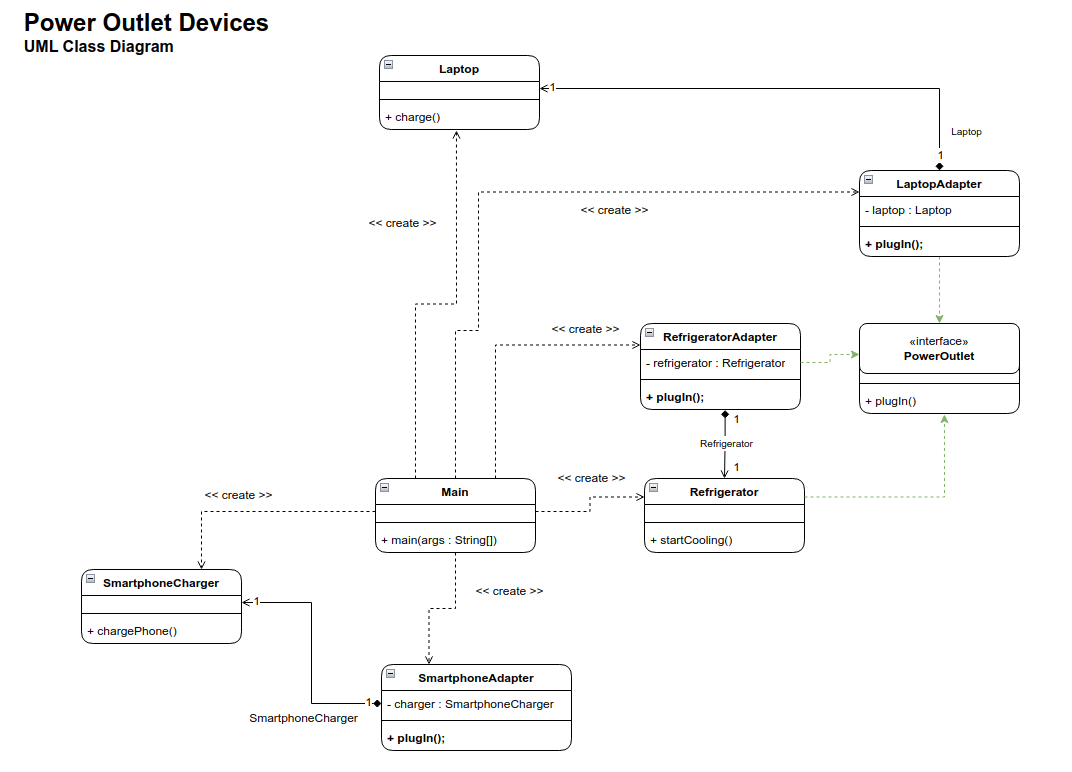 Power Outlet Devices
UML Class Diagram
Laptop
+ charge()
1
Laptop
1
LaptopAdapter
- laptop : Laptop
+ plugIn();
<< create >>
<< create >>
<< create >>
RefrigeratorAdapter
- refrigerator : Refrigerator
+ plugIn();
«interface»
PowerOutlet
+ plugIn()
1
Refrigerator
1
<< create >>
Refrigerator
+ startCooling()
Main
+ main(args : String[])
<< create >>
SmartphoneCharger
+ chargePhone()
1
<< create >>
SmartphoneAdapter
- charger : SmartphoneCharger
+ plugIn();
1
SmartphoneCharger